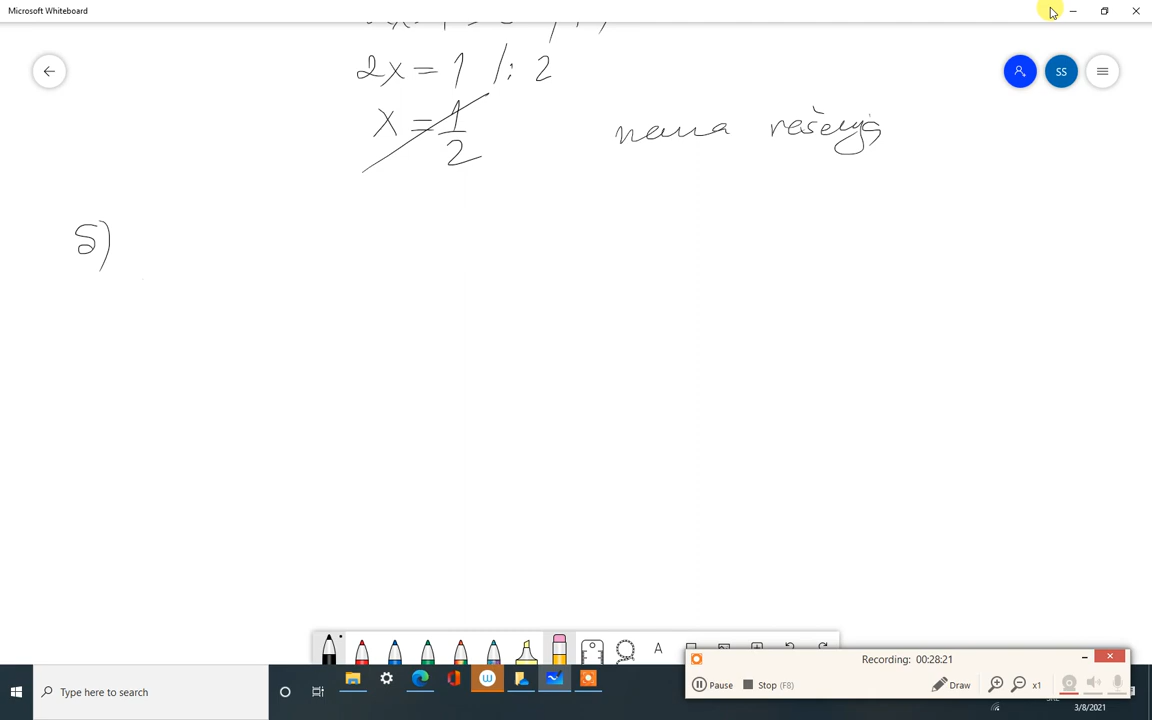 Microsoft Whiteboard
SS
2x = 1 /: 2
x = 1/2
nema rešenja
5)
A
Recording: 00:28:21
Pause
Stop (F8)
Draw
x1
Type here to search
3/8/2021